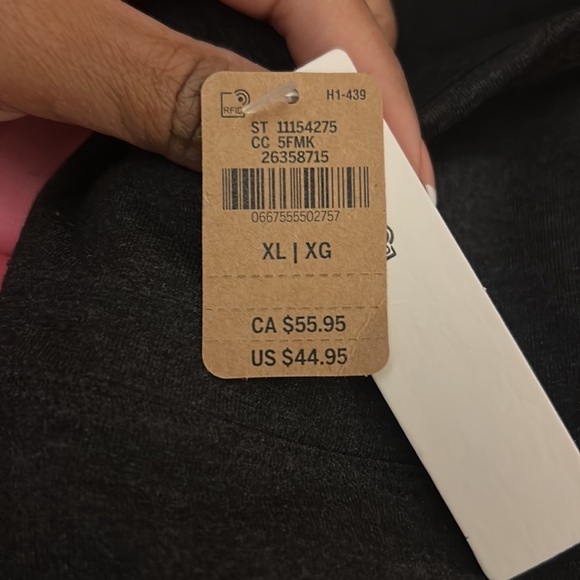 RFID
H1-439
ST 11154275
CC 5FMK
26358715
0667555502757
XL | XG
CA $55.95
US $44.95